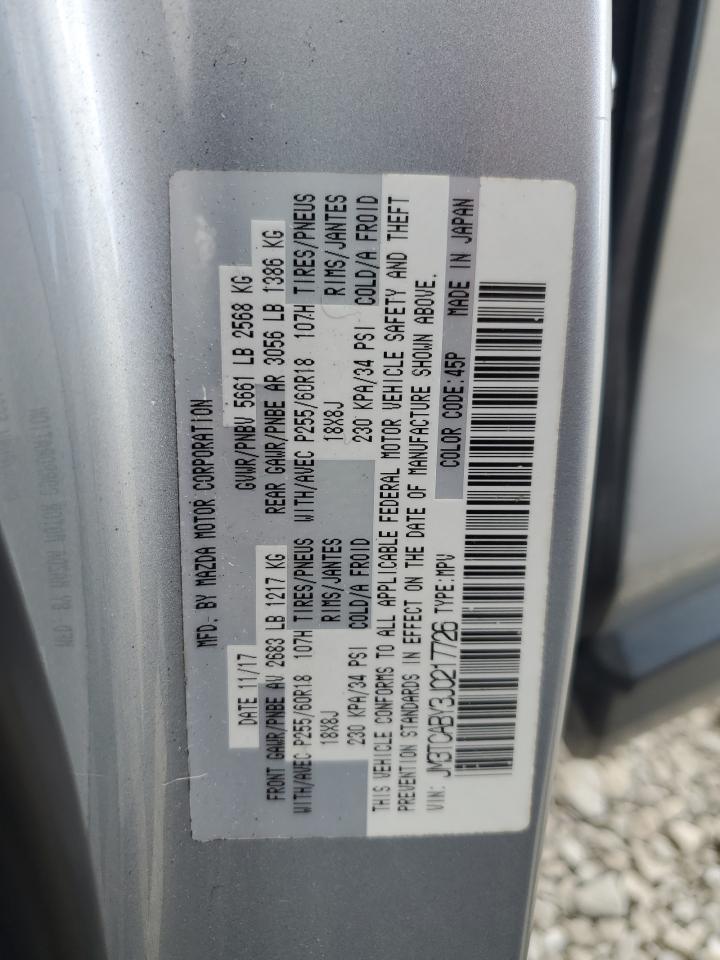 MFD. BY MAZDA MOTOR CORPORATION
DATE 11/17 GVWR/PNBV 5661 LB 2568 KG
FRONT GAWR/PNBE AV 2683 LB 1217 KG REAR GAWR/PNBE AR 3056 LB 1386 KG
WITH/AVEC P255/60R18 107H TIRES/PNEUS WITH/AVEC P255/60R18 107H TIRES/PNEUS
18X8J RIMS/JANTES 18X8J RIMS/JANTES
230 KPA/34 PSI COLD/A FROID 230 KPA/34 PSI COLD/A FROID
THIS VEHICLE CONFORMS TO ALL APPLICABLE FEDERAL MOTOR VEHICLE SAFETY AND THEFT
PREVENTION STANDARDS IN EFFECT ON THE DATE OF MANUFACTURE SHOWN ABOVE.
VIN: JM3TCABY3J0217726 TYPE:MPV COLOR CODE:45P MADE IN JAPAN